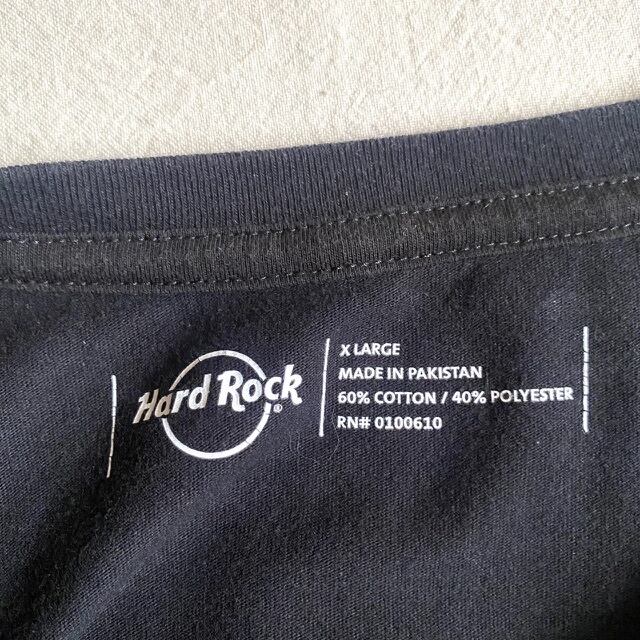 Hard Rock®
X LARGE
MADE IN PAKISTAN
60% COTTON / 40% POLYESTER
RN# 0100610